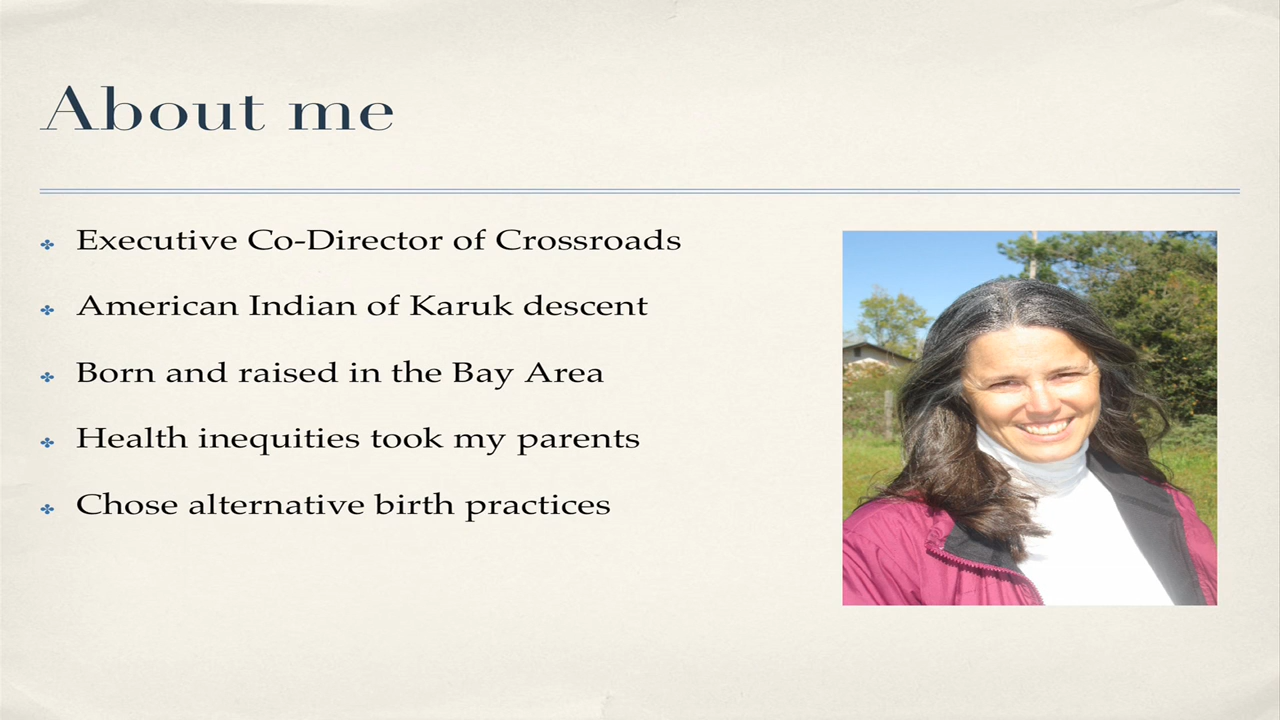 About me
Executive Co-Director of Crossroads
American Indian of Karuk descent
Born and raised in the Bay Area
Health inequities took my parents
Chose alternative birth practices